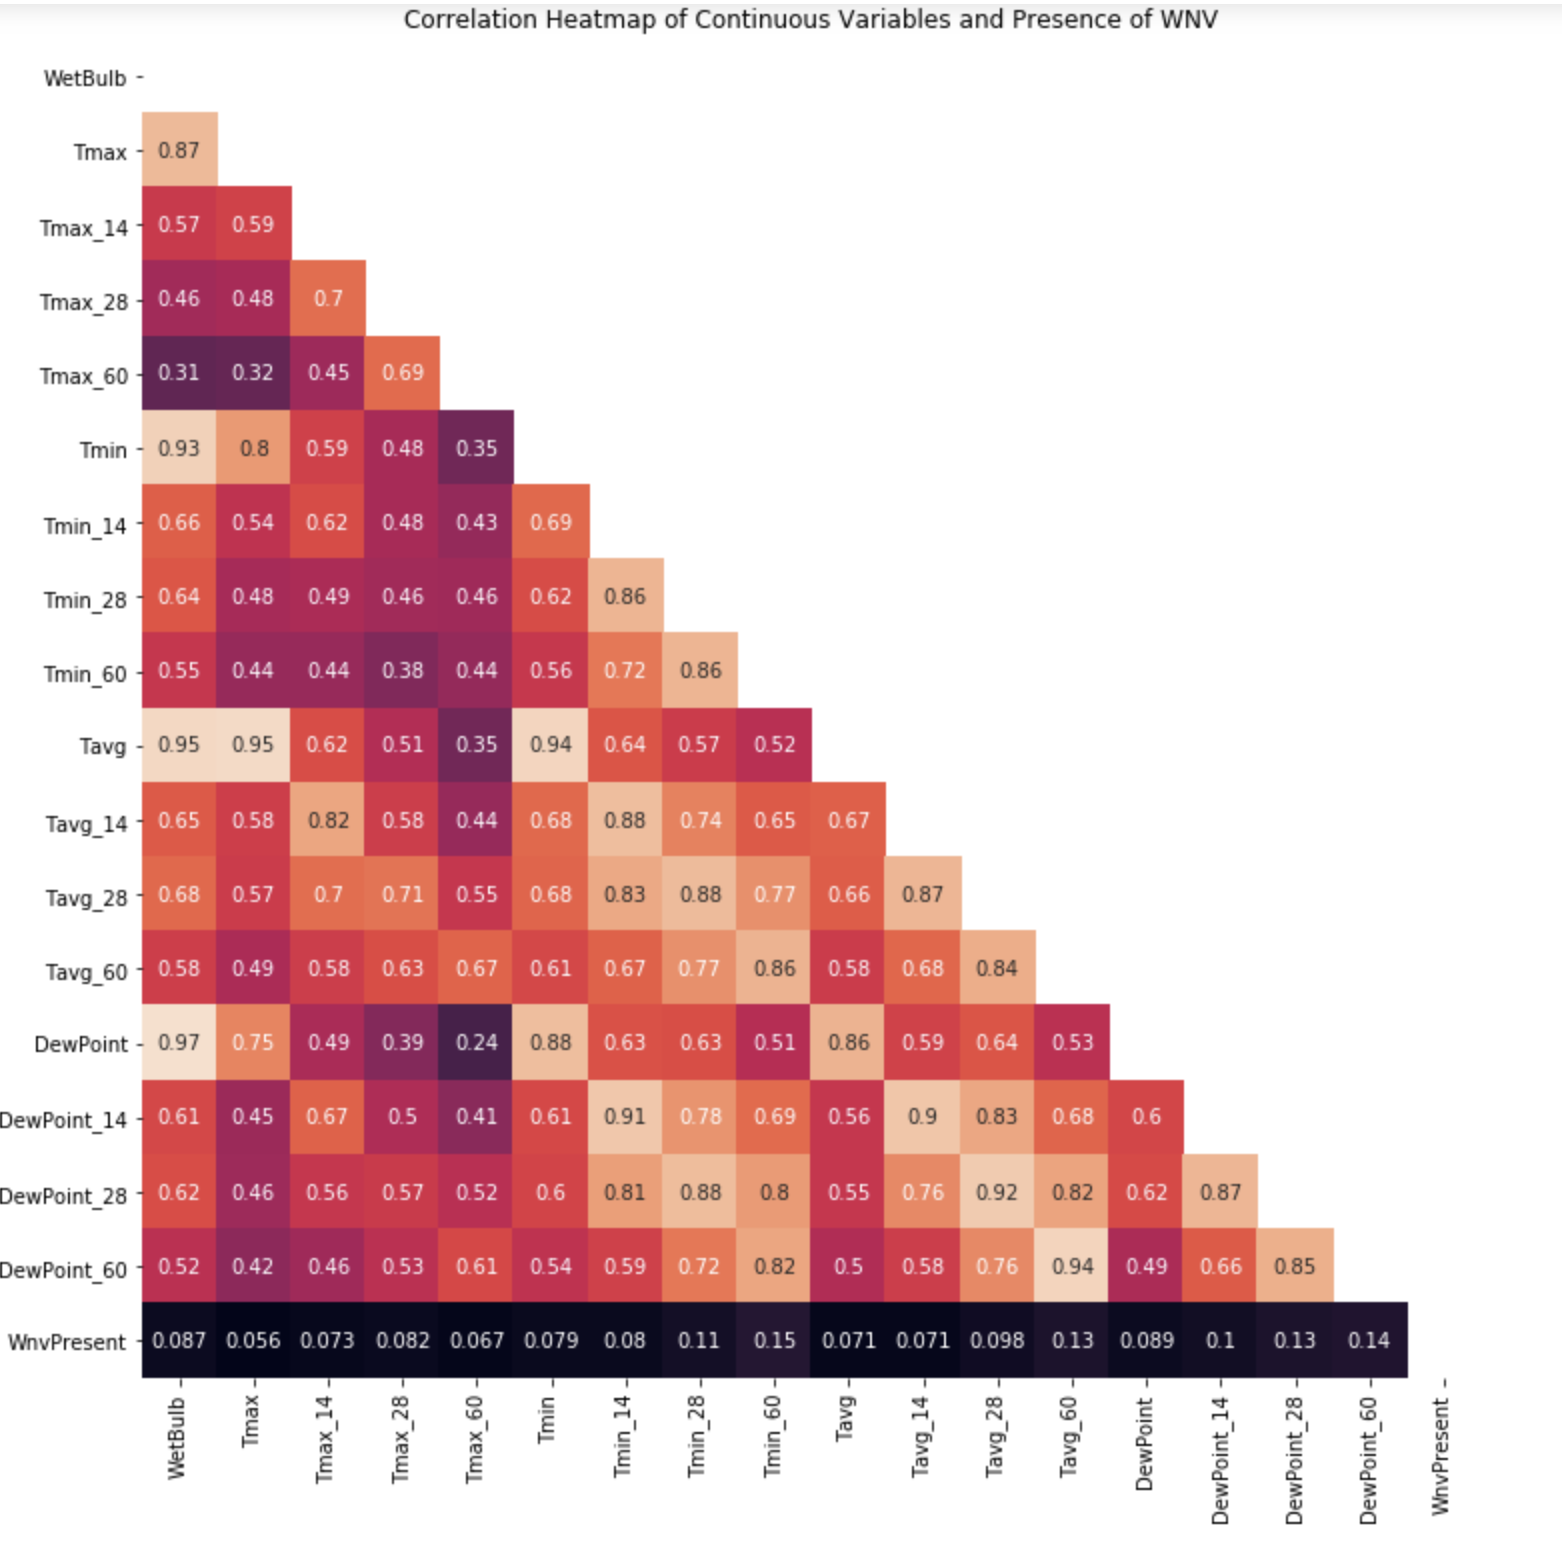 Correlation Heatmap of Continuous Variables and Presence of WNV
WetBulb
Tmax 0.87
Tmax_14 0.57 0.59
Tmax_28 0.46 0.48 0.7
Tmax_60 0.31 0.32 0.45 0.69
Tmin 0.93 0.8 0.59 0.48 0.35
Tmin_14 0.66 0.54 0.62 0.48 0.43 0.69
Tmin_28 0.64 0.48 0.49 0.46 0.46 0.62 0.86
Tmin_60 0.55 0.44 0.44 0.38 0.44 0.56 0.72 0.86
Tavg 0.95 0.95 0.62 0.51 0.35 0.94 0.64 0.57 0.52
Tavg_14 0.65 0.58 0.82 0.58 0.44 0.68 0.88 0.74 0.65 0.67
Tavg_28 0.68 0.57 0.7 0.71 0.55 0.68 0.83 0.88 0.77 0.66 0.87
Tavg_60 0.58 0.49 0.58 0.63 0.67 0.61 0.67 0.77 0.86 0.58 0.68 0.84
DewPoint 0.97 0.75 0.49 0.39 0.24 0.88 0.63 0.63 0.51 0.86 0.59 0.64 0.53
DewPoint_14 0.61 0.45 0.67 0.5 0.41 0.61 0.91 0.78 0.69 0.56 0.9 0.83 0.68 0.6
DewPoint_28 0.62 0.46 0.56 0.57 0.52 0.6 0.81 0.88 0.8 0.55 0.76 0.92 0.82 0.62 0.87
DewPoint_60 0.52 0.42 0.46 0.53 0.61 0.54 0.59 0.72 0.82 0.5 0.58 0.76 0.94 0.49 0.66 0.85
WnvPresent 0.087 0.056 0.073 0.082 0.067 0.079 0.08 0.11 0.15 0.071 0.071 0.098 0.13 0.089 0.1 0.13 0.14
WetBulb Tmax Tmax_14 Tmax_28 Tmax_60 Tmin Tmin_14 Tmin_28 Tmin_60 Tavg Tavg_14 Tavg_28 Tavg_60 DewPoint DewPoint_14 DewPoint_28 DewPoint_60 WnvPresent